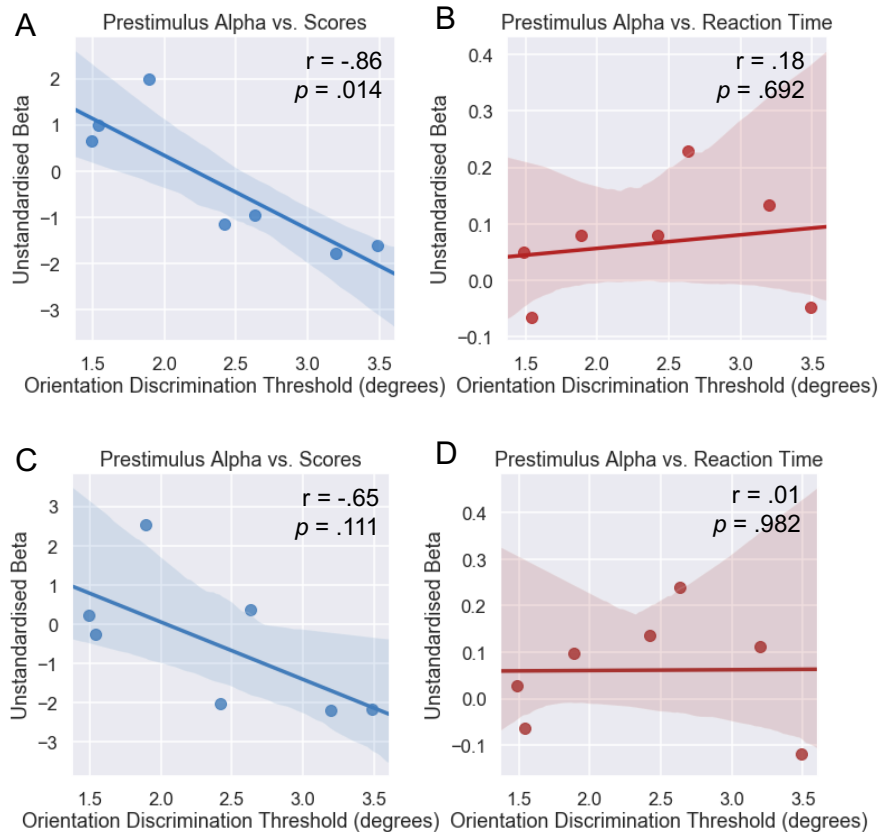 A
Prestimulus Alpha vs. Scores
r = -.86
p = .014
Unstandardised Beta
2
1
0
−1
−2
−3
1.5 2.0 2.5 3.0 3.5
Orientation Discrimination Threshold (degrees)
B
Prestimulus Alpha vs. Reaction Time
r = .18
p = .692
Unstandardised Beta
0.4
0.3
0.2
0.1
0.0
−0.1
1.5 2.0 2.5 3.0 3.5
Orientation Discrimination Threshold (degrees)
C
Prestimulus Alpha vs. Scores
r = -.65
p = .111
Unstandardised Beta
3
2
1
0
−1
−2
−3
1.5 2.0 2.5 3.0 3.5
Orientation Discrimination Threshold (degrees)
D
Prestimulus Alpha vs. Reaction Time
r = .01
p = .982
Unstandardised Beta
0.4
0.3
0.2
0.1
0.0
−0.1
1.5 2.0 2.5 3.0 3.5
Orientation Discrimination Threshold (degrees)